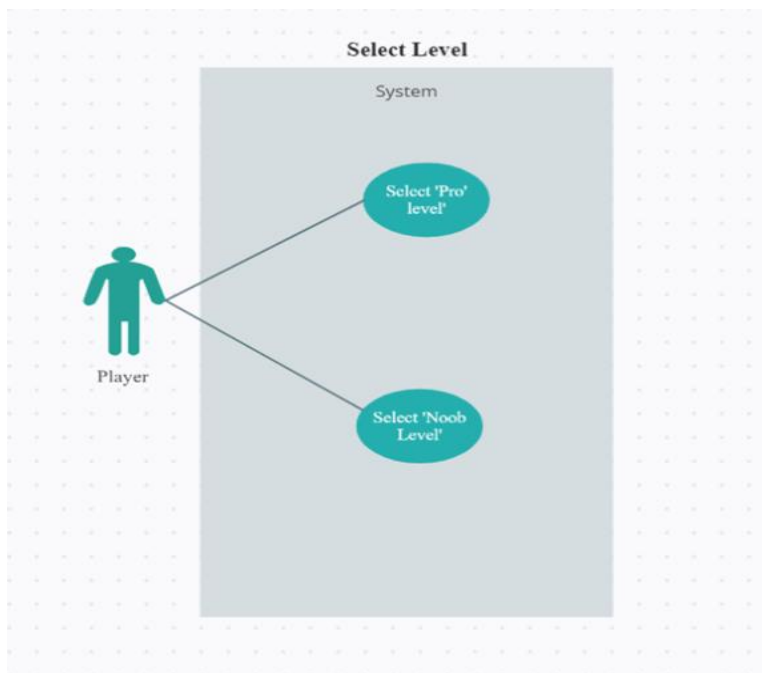 Select Level
System
Select 'Pro'
level'
Player
Select 'Noob
Level'